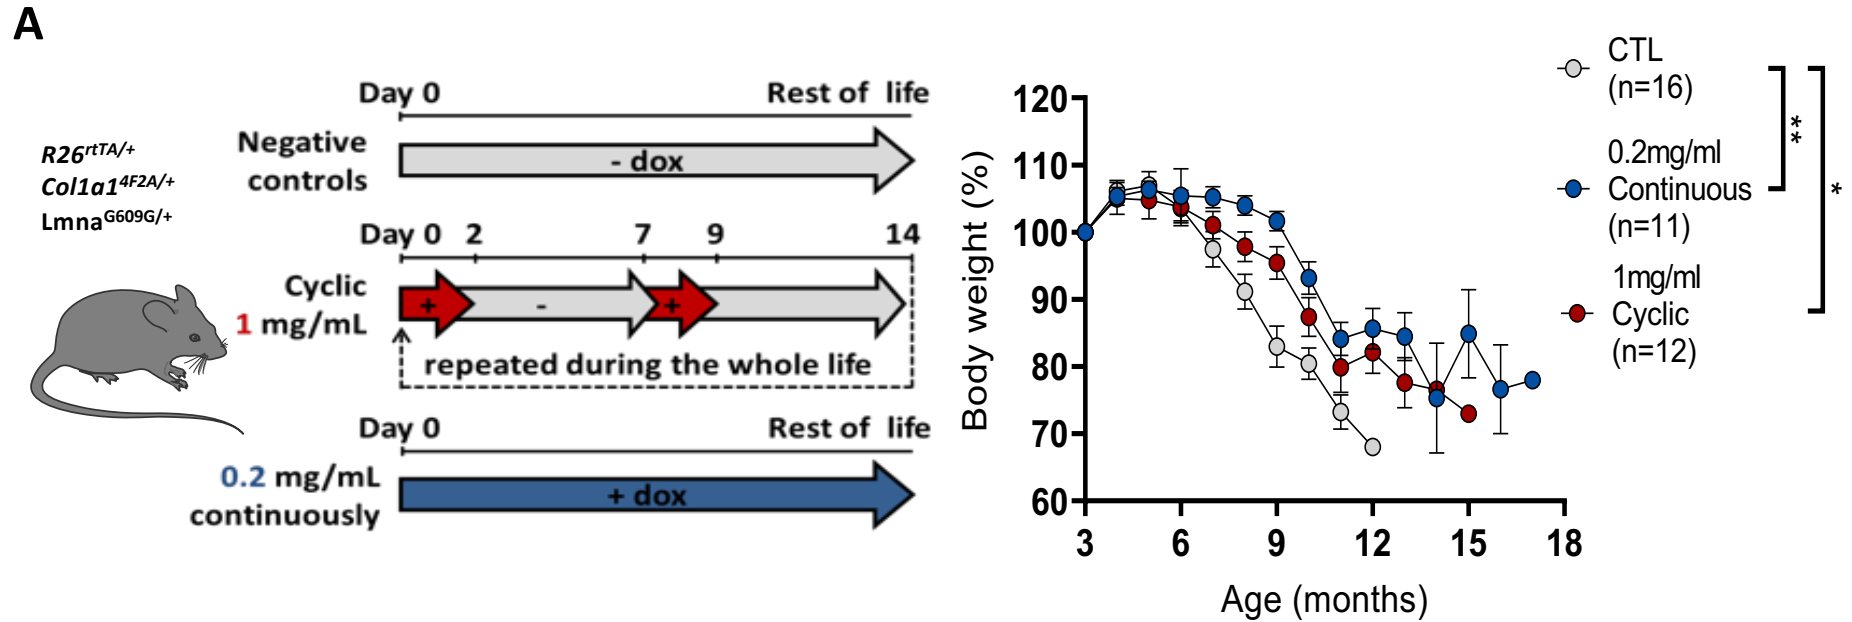 A
R26rtTA/+
Col1a14F2A/+
LmnaG609G/+
Day 0 Rest of life
Negative
controls
- dox
Day 0 2 7 9 14
Cyclic
1 mg/mL
+ - +
repeated during the whole life
Day 0 Rest of life
0.2 mg/mL
continuously
+ dox
Body weight (%)
120
110
100
90
80
70
60
3 6 9 12 15 18
Age (months)
CTL
(n=16)
0.2mg/ml
Continuous
(n=11)
1mg/ml
Cyclic
(n=12)
**
*